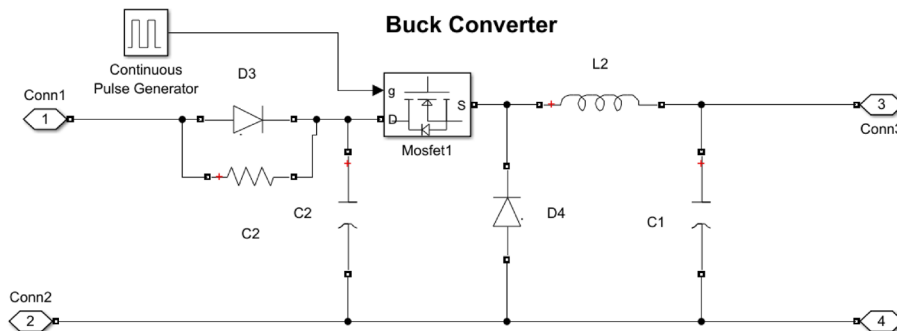 Buck Converter
Continuous
Pulse Generator
D3
L2
Conn1
1
g
D
S
Mosfet1
3
Conn3
C2
C2
D4
C1
Conn2
2
4